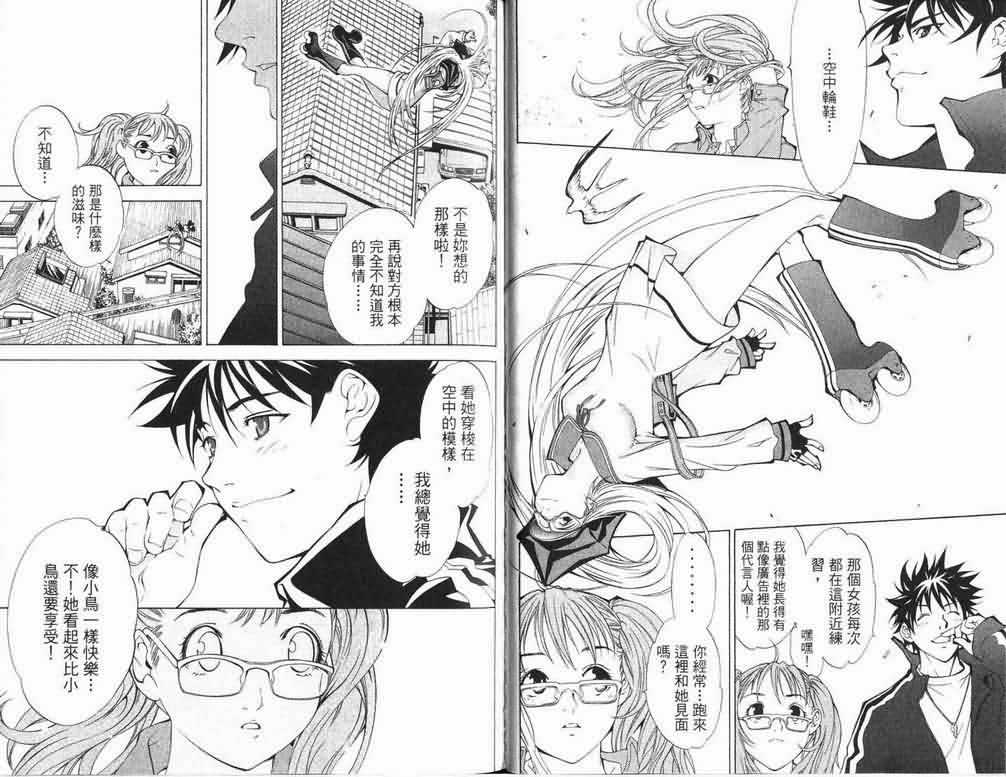 …空中輪鞋…
那個女孩每次
都在這附近練
習，
嘿嘿！
我覺得她長得有
點像廣告裡的那
個代言人喔！
………
你經常…跑來
這裡和她見面
嗎？
不是妳想的
那樣啦！
再說對方根本
完全不知道我
的事情……
不知道…
那是什麼樣
的滋味？
看她穿梭在
空中的模樣，
我總覺得她
……
像小鳥一樣快樂…
不！她看起來比小
鳥還要享受！